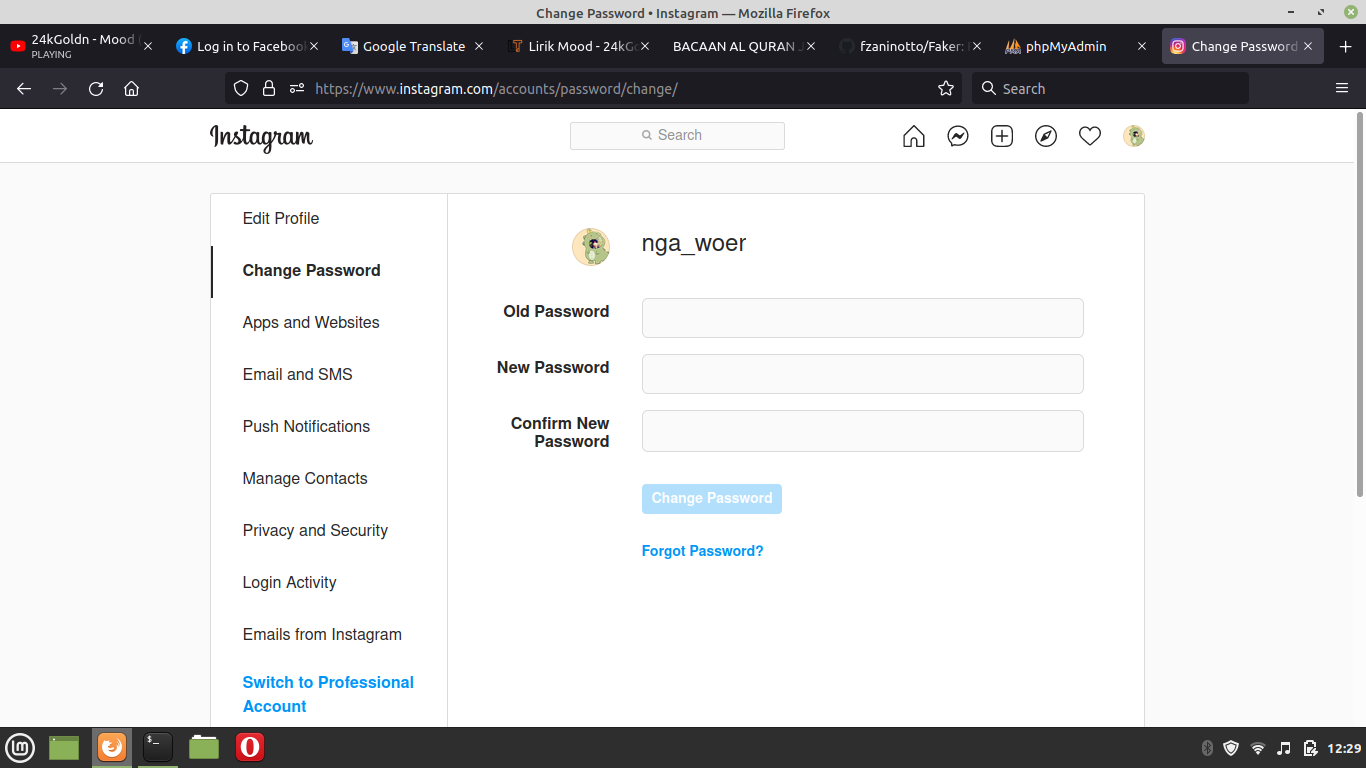 Change Password • Instagram — Mozilla Firefox
24kGoldn - Mood (
PLAYING
Log in to Facebook
Google Translate
Lirik Mood - 24kGo
BACAAN AL QURAN J
fzaninotto/Faker:
phpMyAdmin
Change Password
https://www.instagram.com/accounts/password/change/
Search
Instagram
Search
Edit Profile
Change Password
Apps and Websites
Email and SMS
Push Notifications
Manage Contacts
Privacy and Security
Login Activity
Emails from Instagram
Switch to Professional
Account
nga_woer
Old Password
New Password
Confirm New
Password
Change Password
Forgot Password?
12:29